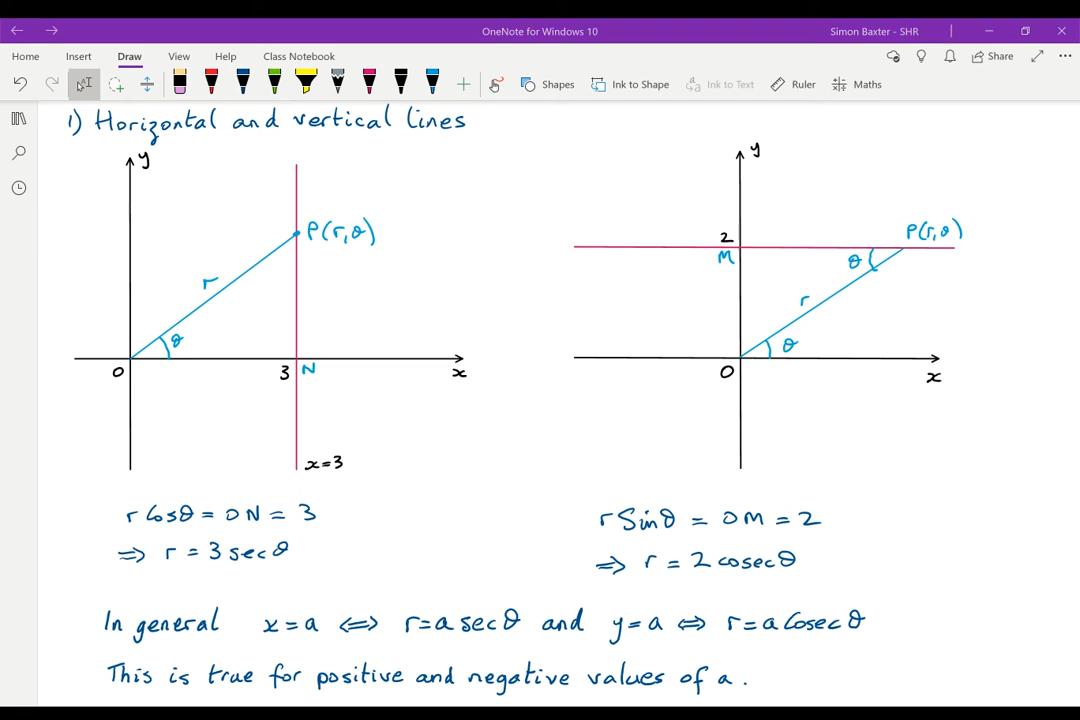 OneNote for Windows 10
Simon Baxter - SHR
Home Insert Draw View Help Class Notebook
Share
Shapes Ink to Shape Ink to Text Ruler Maths
1) Horizontal and vertical lines
y
P(r,θ)
r
θ
O
3 N
x
x=3
y
2
M
P(r,θ)
θ
r
θ
O
x
r Cosθ = ON = 3
⇒ r = 3 secθ
r Sinθ = OM = 2
⇒ r = 2 cosecθ
In general x=a ⇔ r=a secθ and y=a ⇔ r=a Cosecθ
This is true for positive and negative values of a.